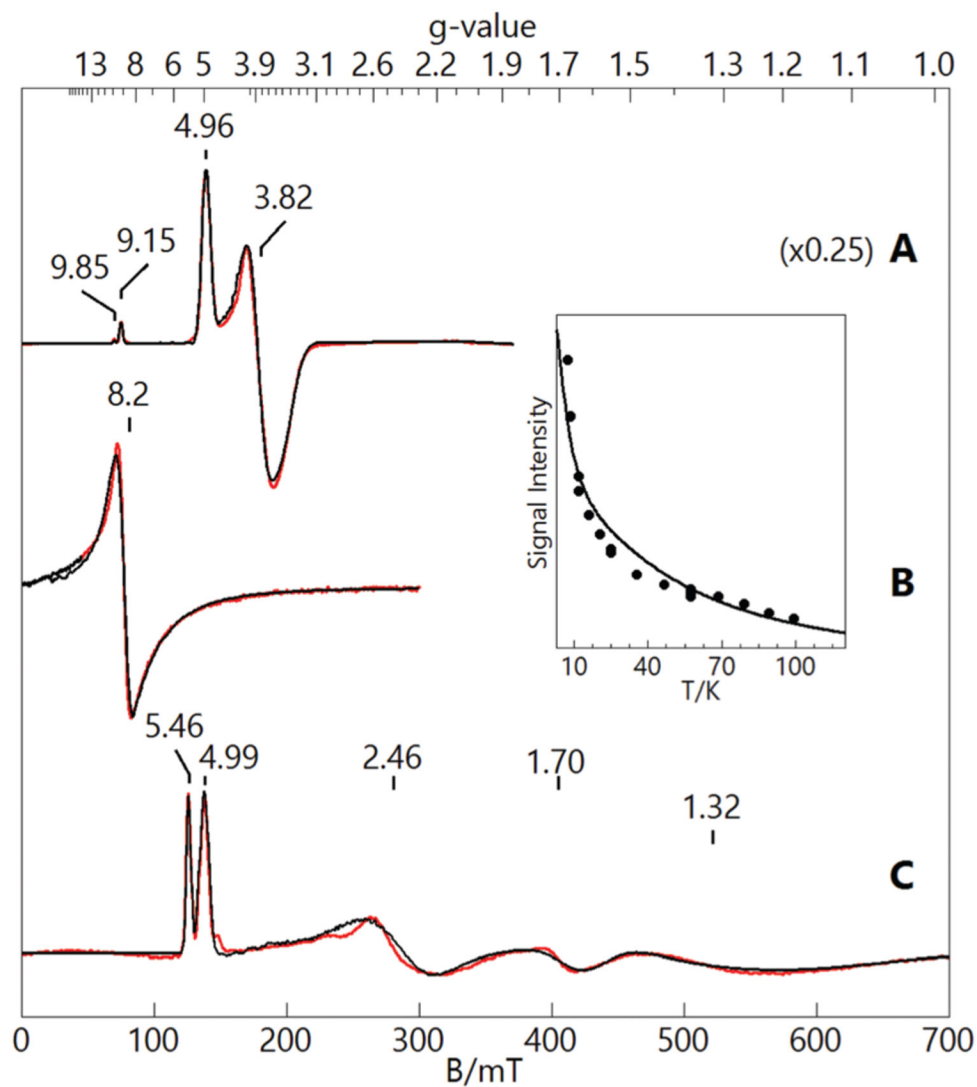 g-value
13 8 6 5 3.9 3.1 2.6 2.2 1.9 1.7 1.5 1.3 1.2 1.1 1.0
4.96
3.82
9.15
9.85
(x0.25) A
8.2
Signal Intensity
B
10 40 70 100
T/K
5.46
4.99
2.46
1.70
1.32
C
0 100 200 300 400 500 600 700
B/mT